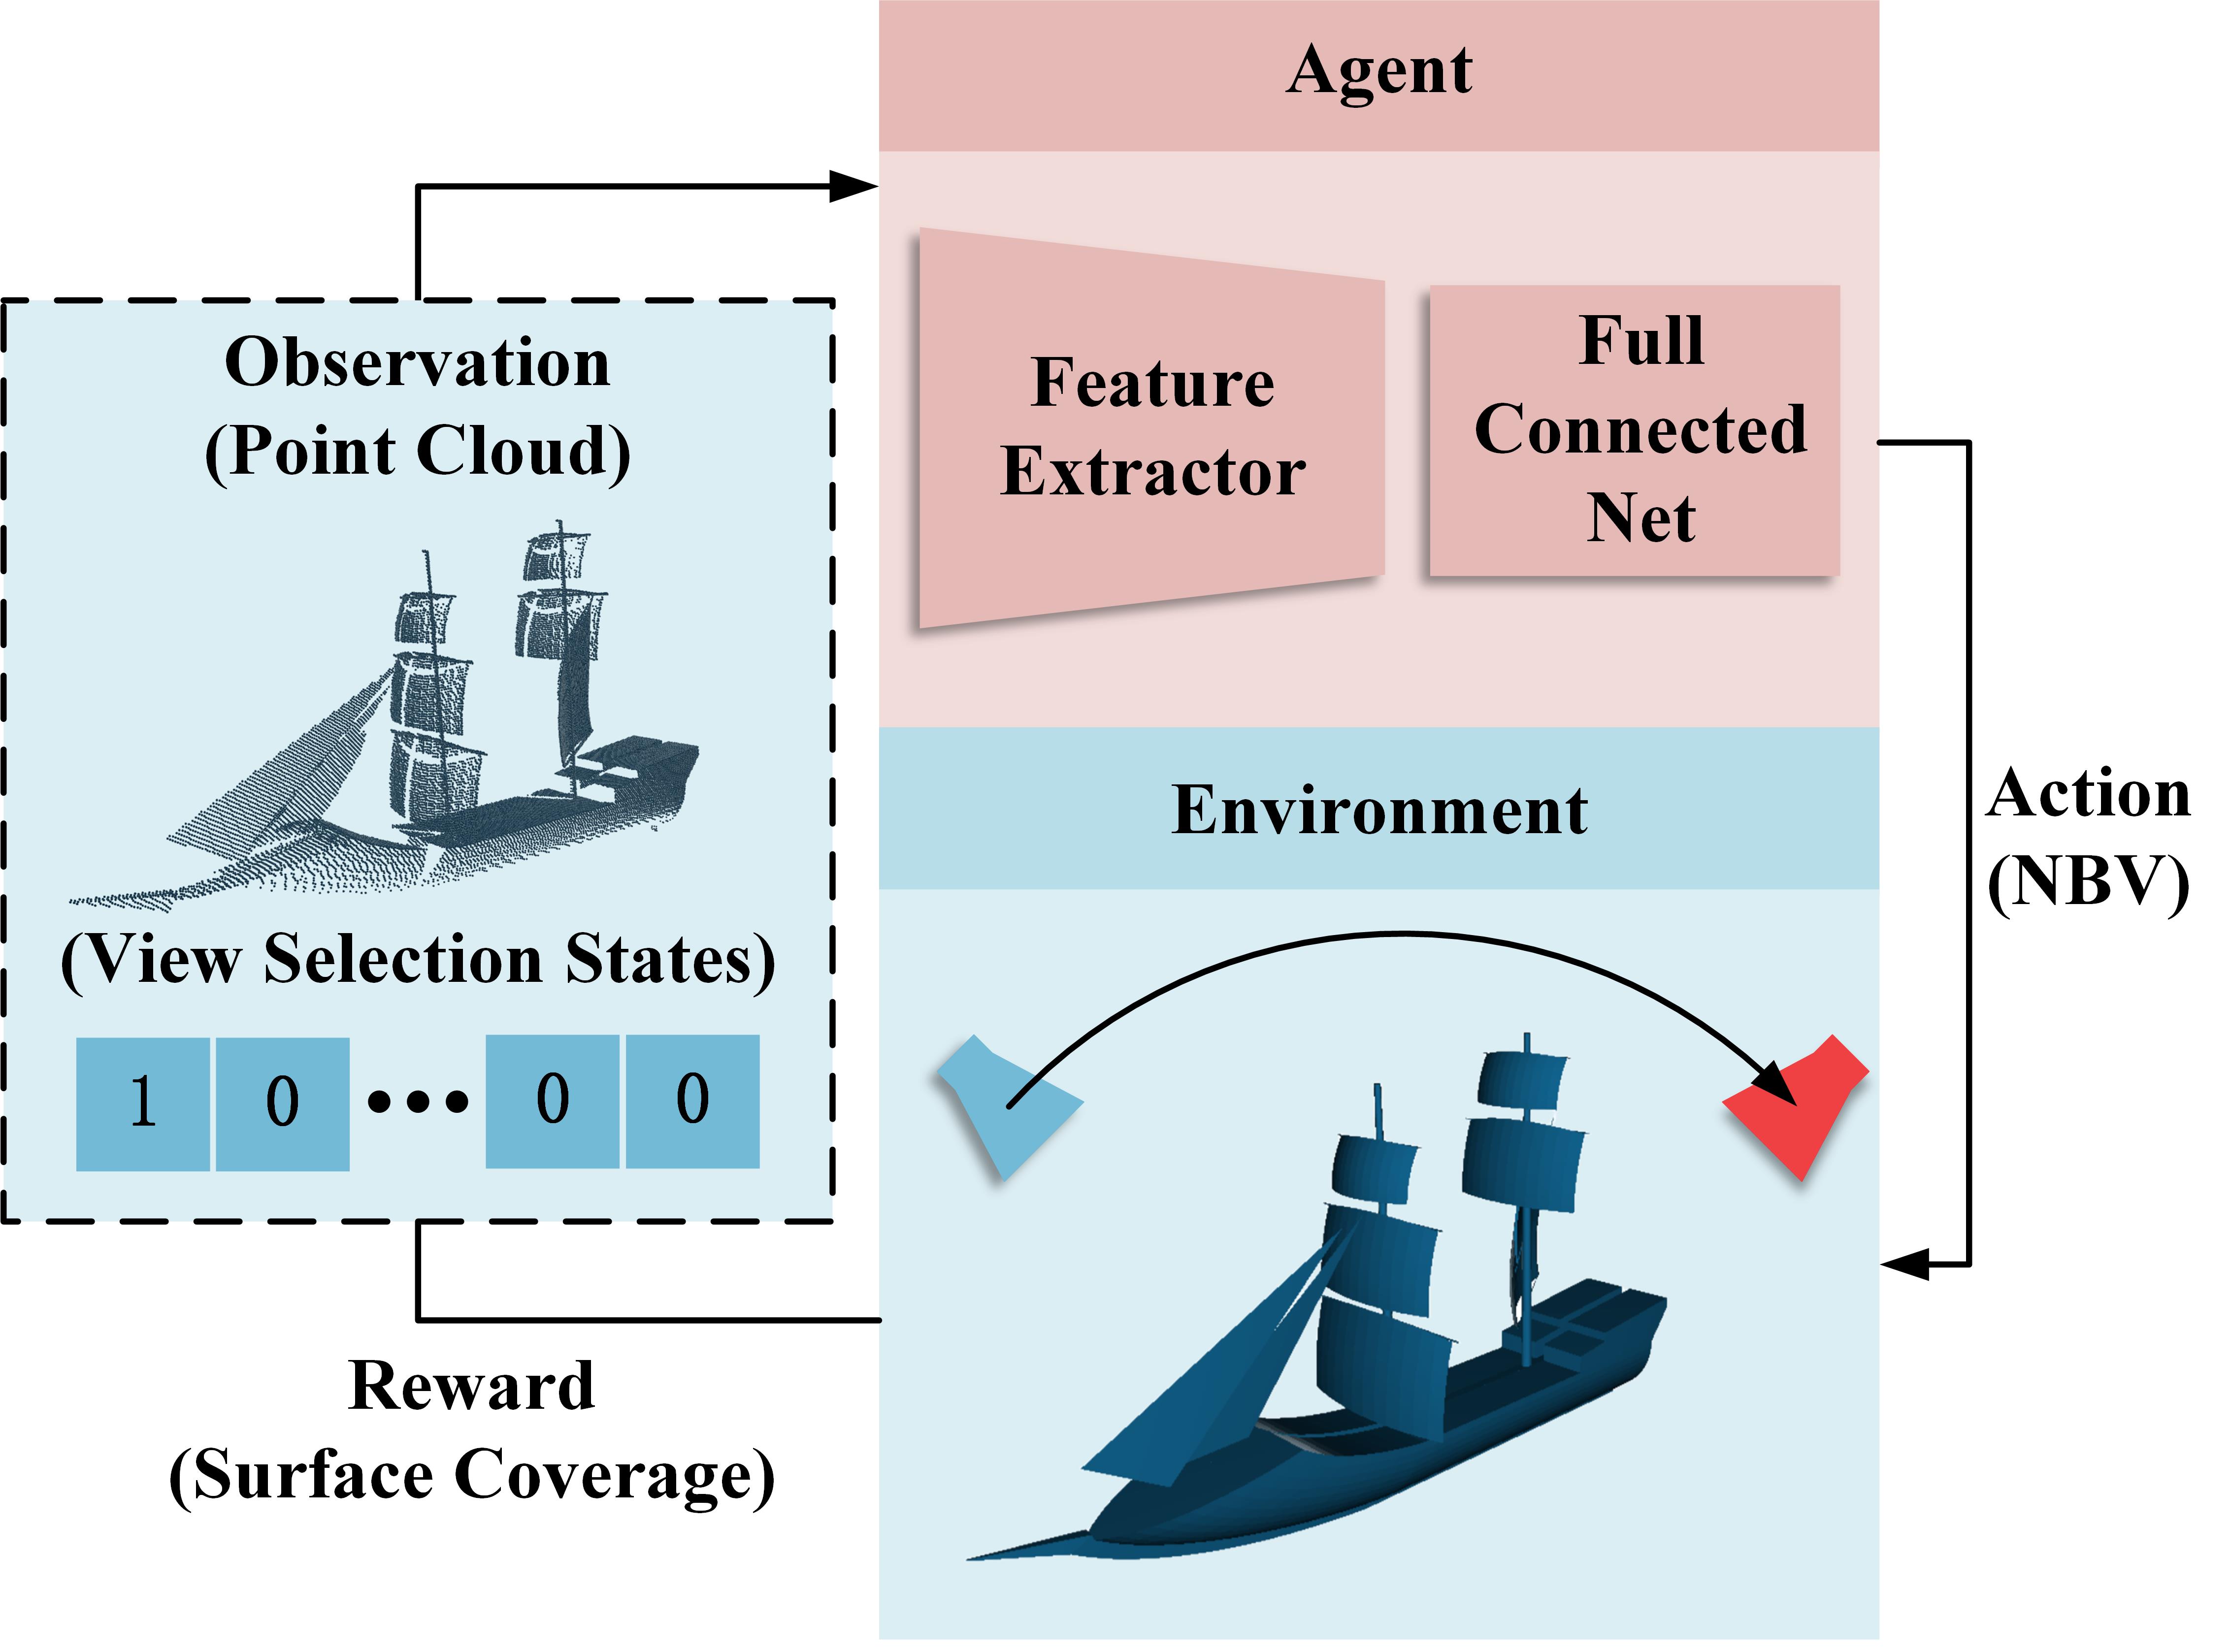 Agent
Feature
Extractor
Full
Connected
Net
Observation
(Point Cloud)
(View Selection States)
1 0 ••• 0 0
Environment
Action
(NBV)
Reward
(Surface Coverage)